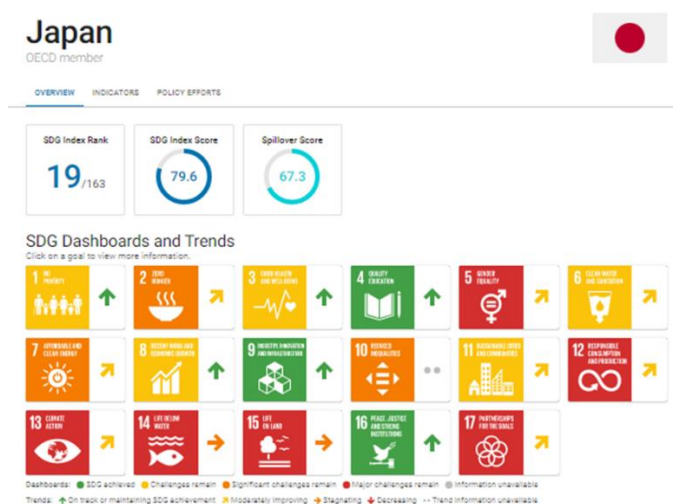 Japan
OECD member
OVERVIEW INDICATORS POLICY EFFORTS
SDG Index Rank
19/163
SDG Index Score
79.6
Spillover Score
67.3
SDG Dashboards and Trends
Click on a goal to view more information.
1 NO
POVERTY
2 ZERO
HUNGER
3 GOOD HEALTH
AND WELL-BEING
4 QUALITY
EDUCATION
5 GENDER
EQUALITY
6 CLEAN WATER
AND SANITATION
7 AFFORDABLE AND
CLEAN ENERGY
8 DECENT WORK AND
ECONOMIC GROWTH
9 INDUSTRY, INNOVATION
AND INFRASTRUCTURE
10 REDUCED
INEQUALITIES
11 SUSTAINABLE CITIES
AND COMMUNITIES
12 RESPONSIBLE
CONSUMPTION
AND PRODUCTION
13 CLIMATE
ACTION
14 LIFE BELOW
WATER
15 LIFE
ON LAND
16 PEACE, JUSTICE
AND STRONG
INSTITUTIONS
17 PARTNERSHIPS
FOR THE GOALS
Dashboards: SDG achieved Challenges remain Significant challenges remain Major challenges remain Information unavailable
Trends: On track or maintaining SDG achievement Moderately improving Stagnating Decreasing Trend information unavailable